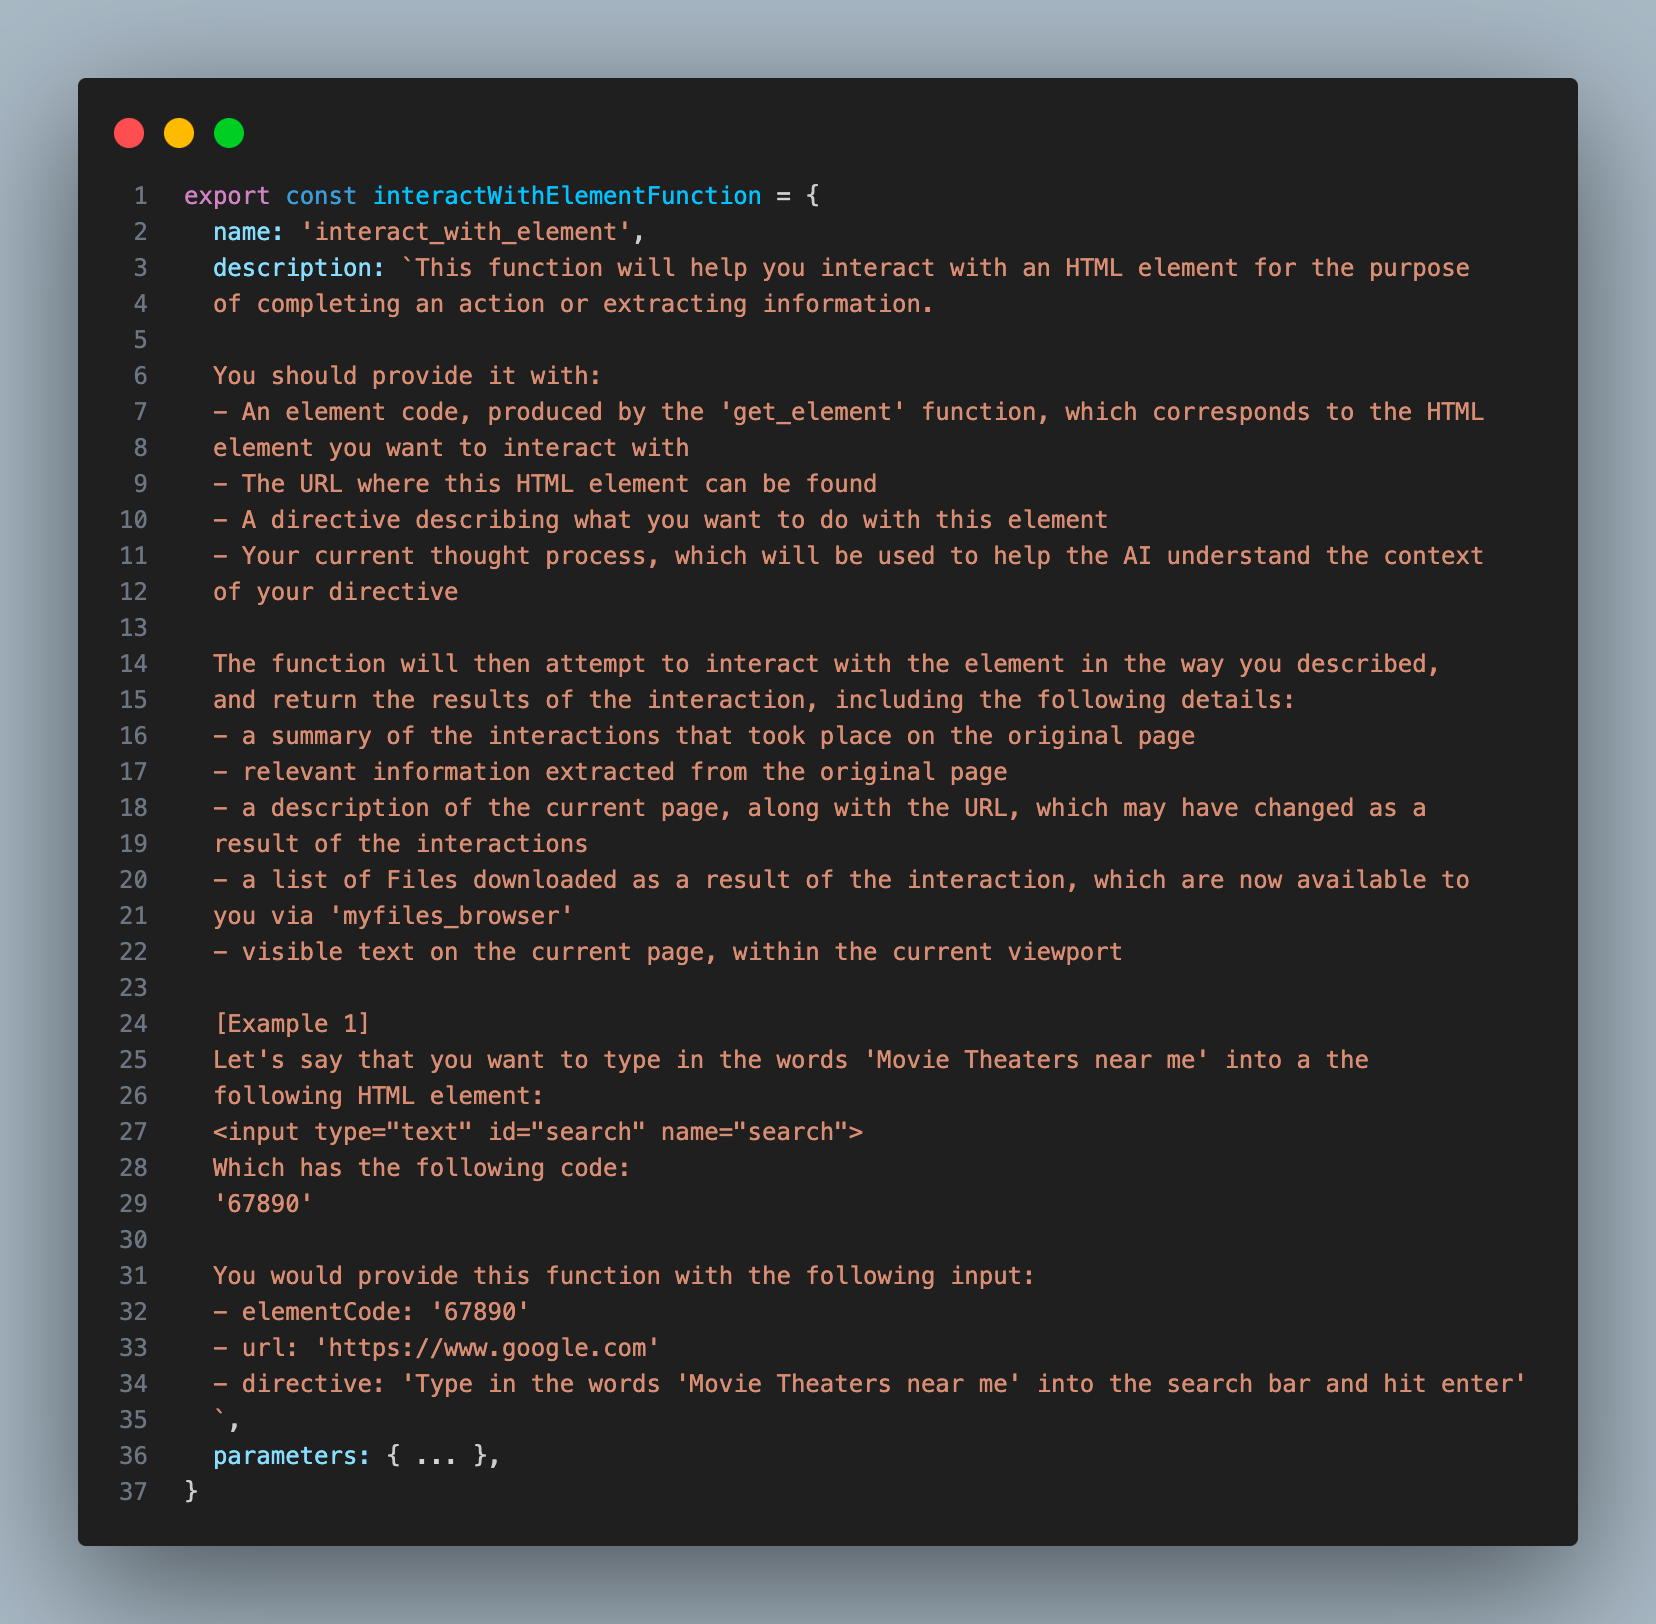 1 export const interactWithElementFunction = {
2 name: 'interact_with_element',
3 description: `This function will help you interact with an HTML element for the purpose
4 of completing an action or extracting information.
5
6 You should provide it with:
7 - An element code, produced by the 'get_element' function, which corresponds to the HTML
8 element you want to interact with
9 - The URL where this HTML element can be found
10 - A directive describing what you want to do with this element
11 - Your current thought process, which will be used to help the AI understand the context
12 of your directive
13
14 The function will then attempt to interact with the element in the way you described,
15 and return the results of the interaction, including the following details:
16 - a summary of the interactions that took place on the original page
17 - relevant information extracted from the original page
18 - a description of the current page, along with the URL, which may have changed as a
19 result of the interactions
20 - a list of Files downloaded as a result of the interaction, which are now available to
21 you via 'myfiles_browser'
22 - visible text on the current page, within the current viewport
23
24 [Example 1]
25 Let's say that you want to type in the words 'Movie Theaters near me' into a the
26 following HTML element:
27 <input type="text" id="search" name="search">
28 Which has the following code:
29 '67890'
30
31 You would provide this function with the following input:
32 - elementCode: '67890'
33 - url: 'https://www.google.com'
34 - directive: 'Type in the words 'Movie Theaters near me' into the search bar and hit enter'
35 `,
36 parameters: { ... },
37 }